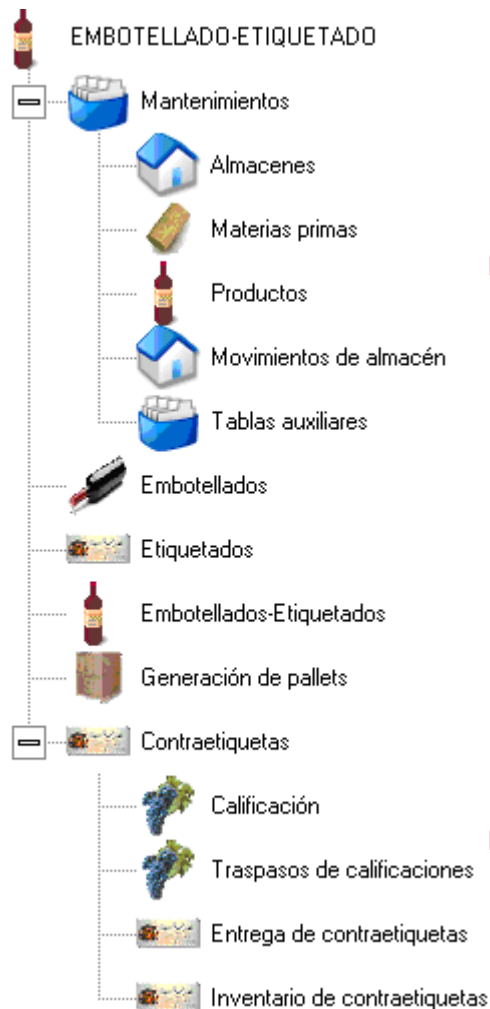 EMBOTELLADO-ETIQUETADO
Mantenimientos
Almacenes
Materias primas
Productos
Movimientos de almacén
Tablas auxiliares
Embotellados
Etiquetados
Embotellados-Etiquetados
Generación de pallets
Contraetiquetas
Calificación
Traspasos de calificaciones
Entrega de contraetiquetas
Inventario de contraetiquetas